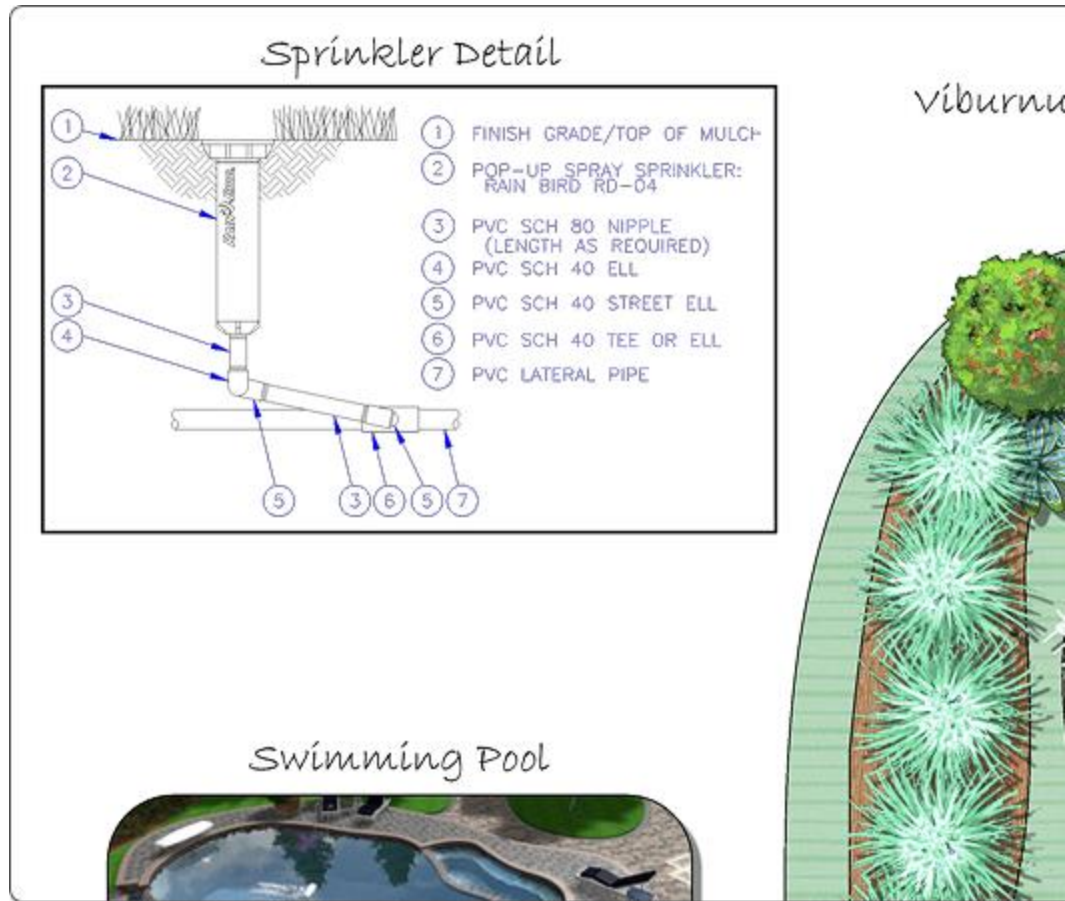 Sprinkler Detail
1 FINISH GRADE/TOP OF MULCH
2 POP-UP SPRAY SPRINKLER:
RAIN BIRD RD-04
3 PVC SCH 80 NIPPLE
(LENGTH AS REQUIRED)
4 PVC SCH 40 ELL
5 PVC SCH 40 STREET ELL
6 PVC SCH 40 TEE OR ELL
7 PVC LATERAL PIPE
1
2
3
4
5 3 6 5 7
Rain Bird
Viburnu
Swimming Pool